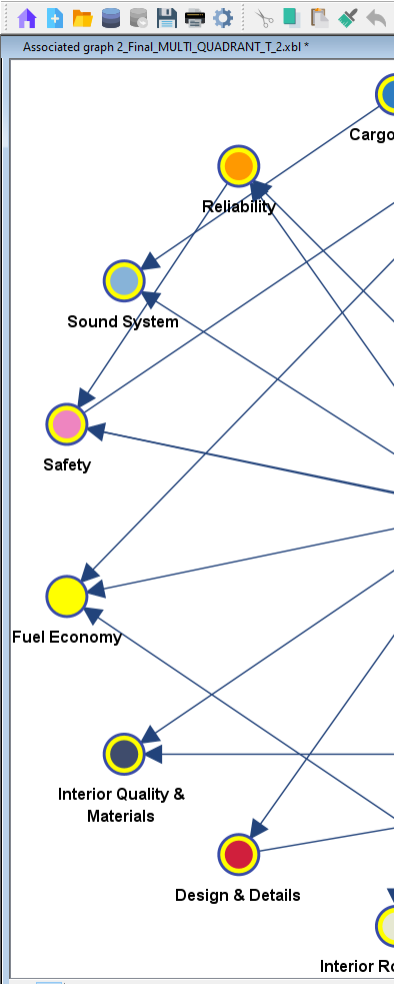 Associated graph 2_Final_MULTI_QUADRANT_T_2.xbl *
Cargo
Reliability
Sound System
Safety
Fuel Economy
Interior Quality &
Materials
Design & Details
Interior Ro